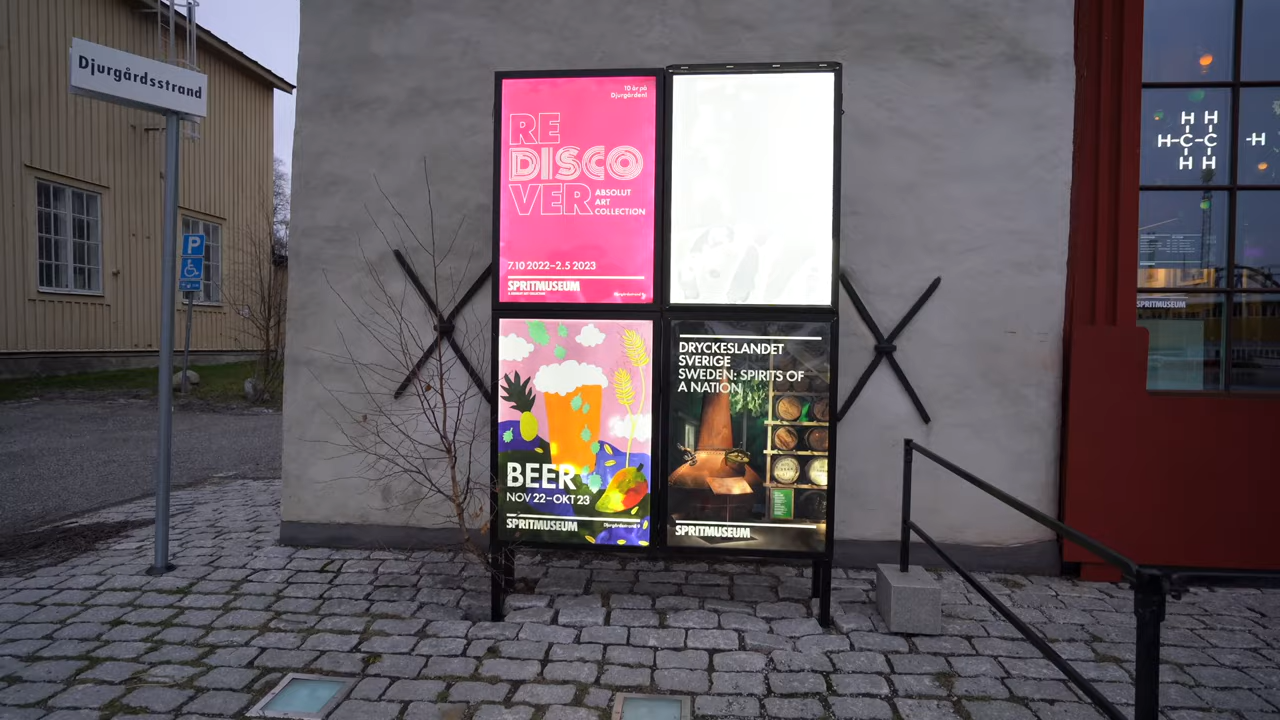 Djurgårdsstrand
P
10 år på
Djurgården!
RE
DISCO
VER
ABSOLUT
ART
COLLECTION
7.10 2022–2.5 2023
SPRITMUSEUM
BEER
NOV 22–OKT 23
SPRITMUSEUM
DRYCKESLANDET
SVERIGE
SWEDEN: SPIRITS OF
A NATION
SPRITMUSEUM
H H
H-C-C-H
H H
SPRITMUSEUM